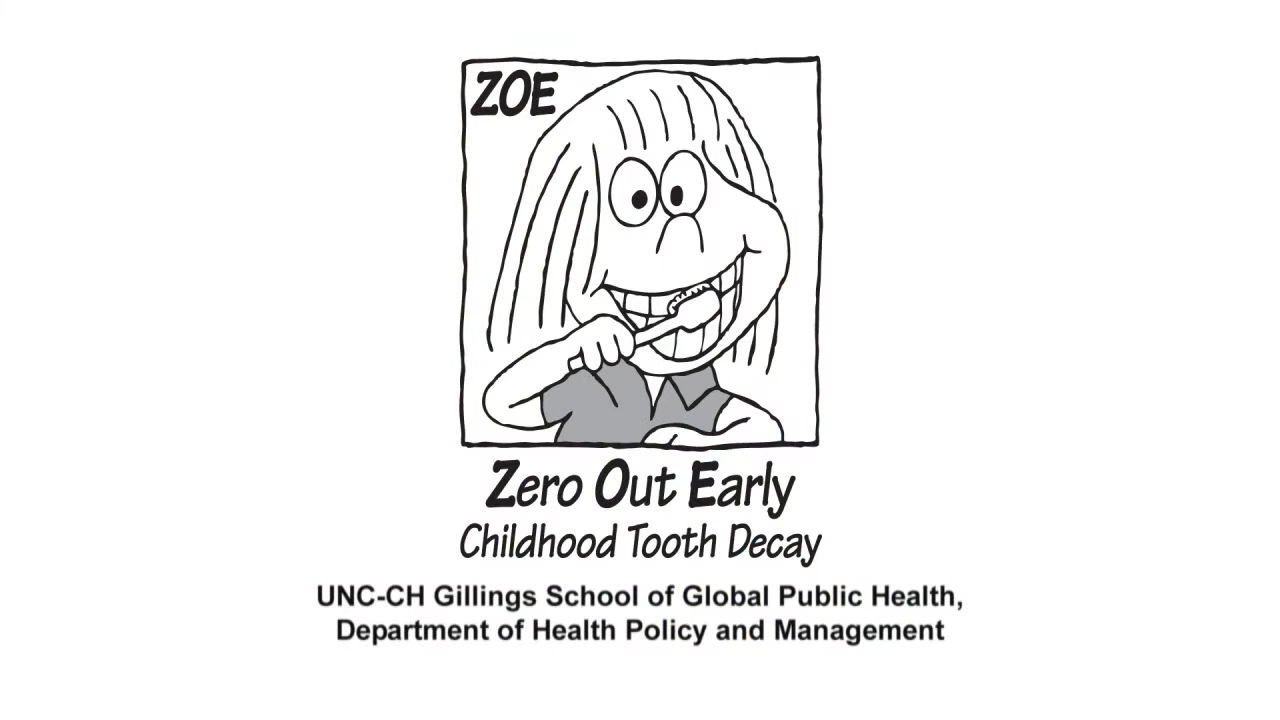 ZOE
Zero Out Early
Childhood Tooth Decay
UNC-CH Gillings School of Global Public Health,
Department of Health Policy and Management